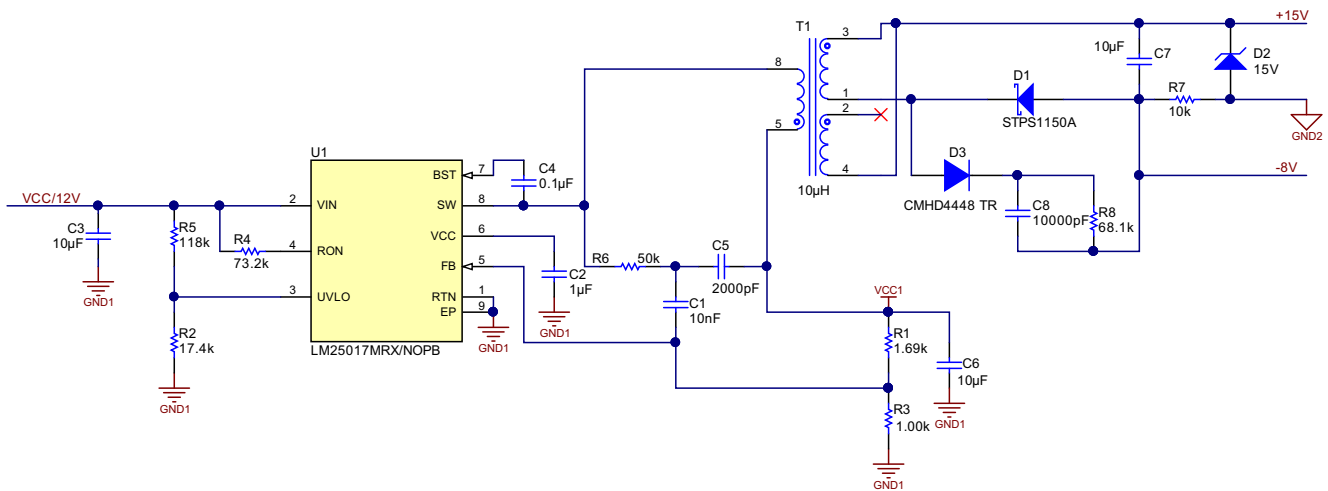 T1
+15V
3
10µF
C7
D2
15V
8
D1
1
R7
2
STPS1150A
10k
GND2
5
U1
D3
4
-8V
BST
7
C4
0.1µF
10µH
VCC/12V
2
VIN
SW
8
CMHD4448 TR
C8
10000pF
R8
68.1k
C3
10µF
R5
118k
R4
73.2k
4
RON
VCC
6
FB
5
R6
50k
C5
2000pF
C2
1µF
GND1
3
UVLO
RTN
1
EP
9
C1
10nF
VCC1
GND1
GND1
R2
17.4k
LM25017MRX/NOPB
R1
1.69k
C6
10µF
GND1
R3
1.00k
GND1
GND1